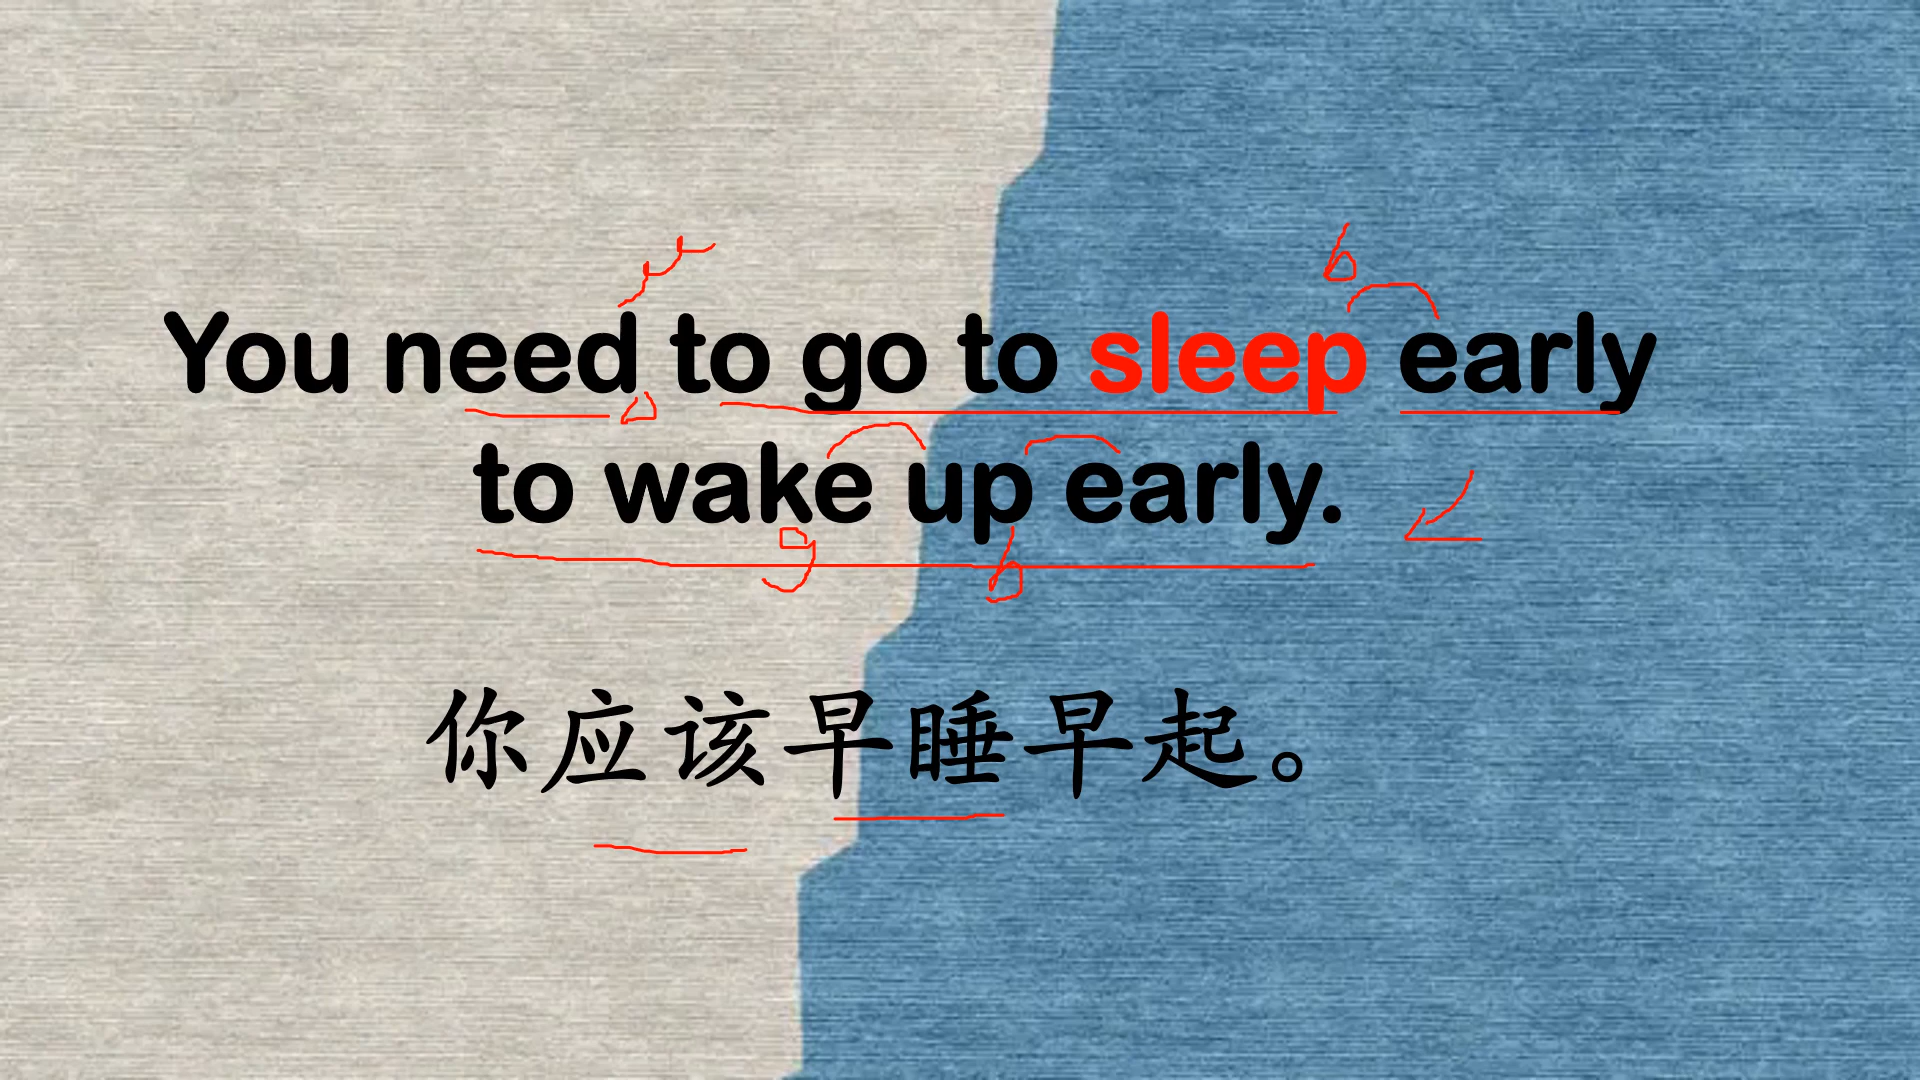 You need to go to sleep early
to wake up early.
你应该早睡早起。